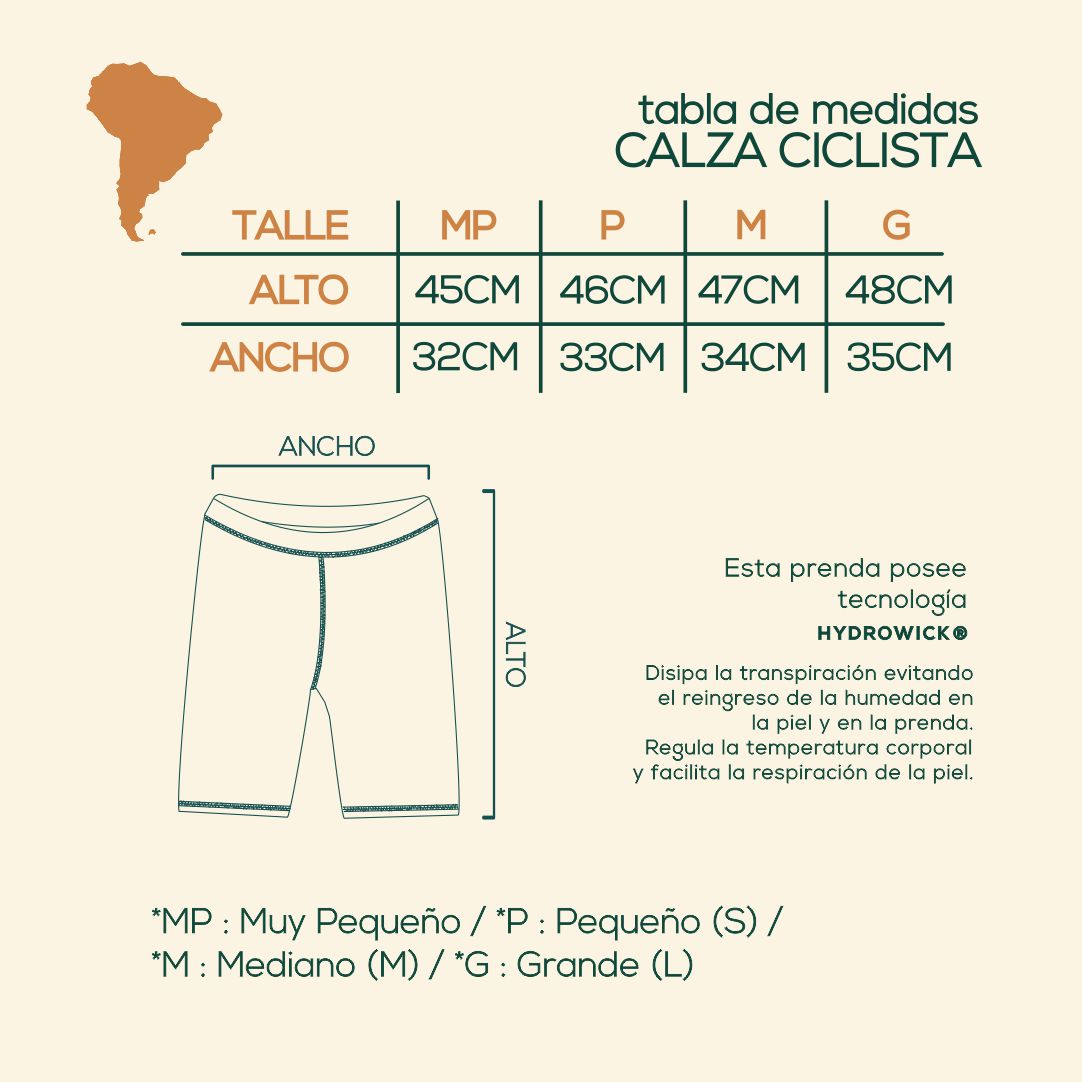 tabla de medidas
CALZA CICLISTA
TALLE MP P M G
ALTO 45CM 46CM 47CM 48CM
ANCHO 32CM 33CM 34CM 35CM
ANCHO
ALTO
Esta prenda posee
tecnología
HYDROWICK®
Disipa la transpiración evitando
el reingreso de la humedad en
la piel y en la prenda.
Regula la temperatura corporal
y facilita la respiración de la piel.
*MP : Muy Pequeño / *P : Pequeño (S) /
*M : Mediano (M) / *G : Grande (L)